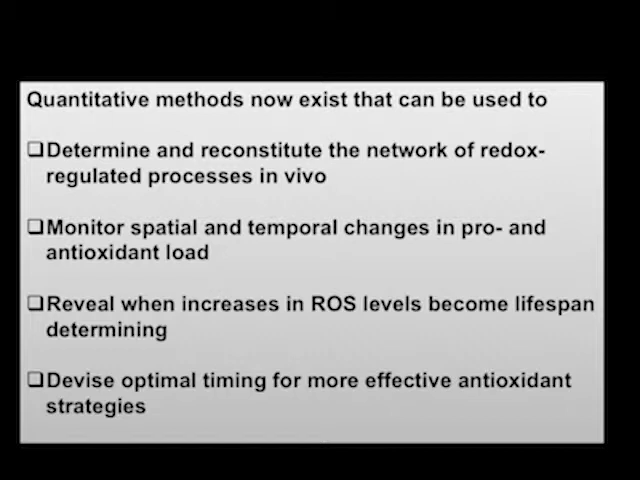 Quantitative methods now exist that can be used to
❑Determine and reconstitute the network of redox-
regulated processes in vivo
❑Monitor spatial and temporal changes in pro- and
antioxidant load
❑Reveal when increases in ROS levels become lifespan
determining
❑Devise optimal timing for more effective antioxidant
strategies